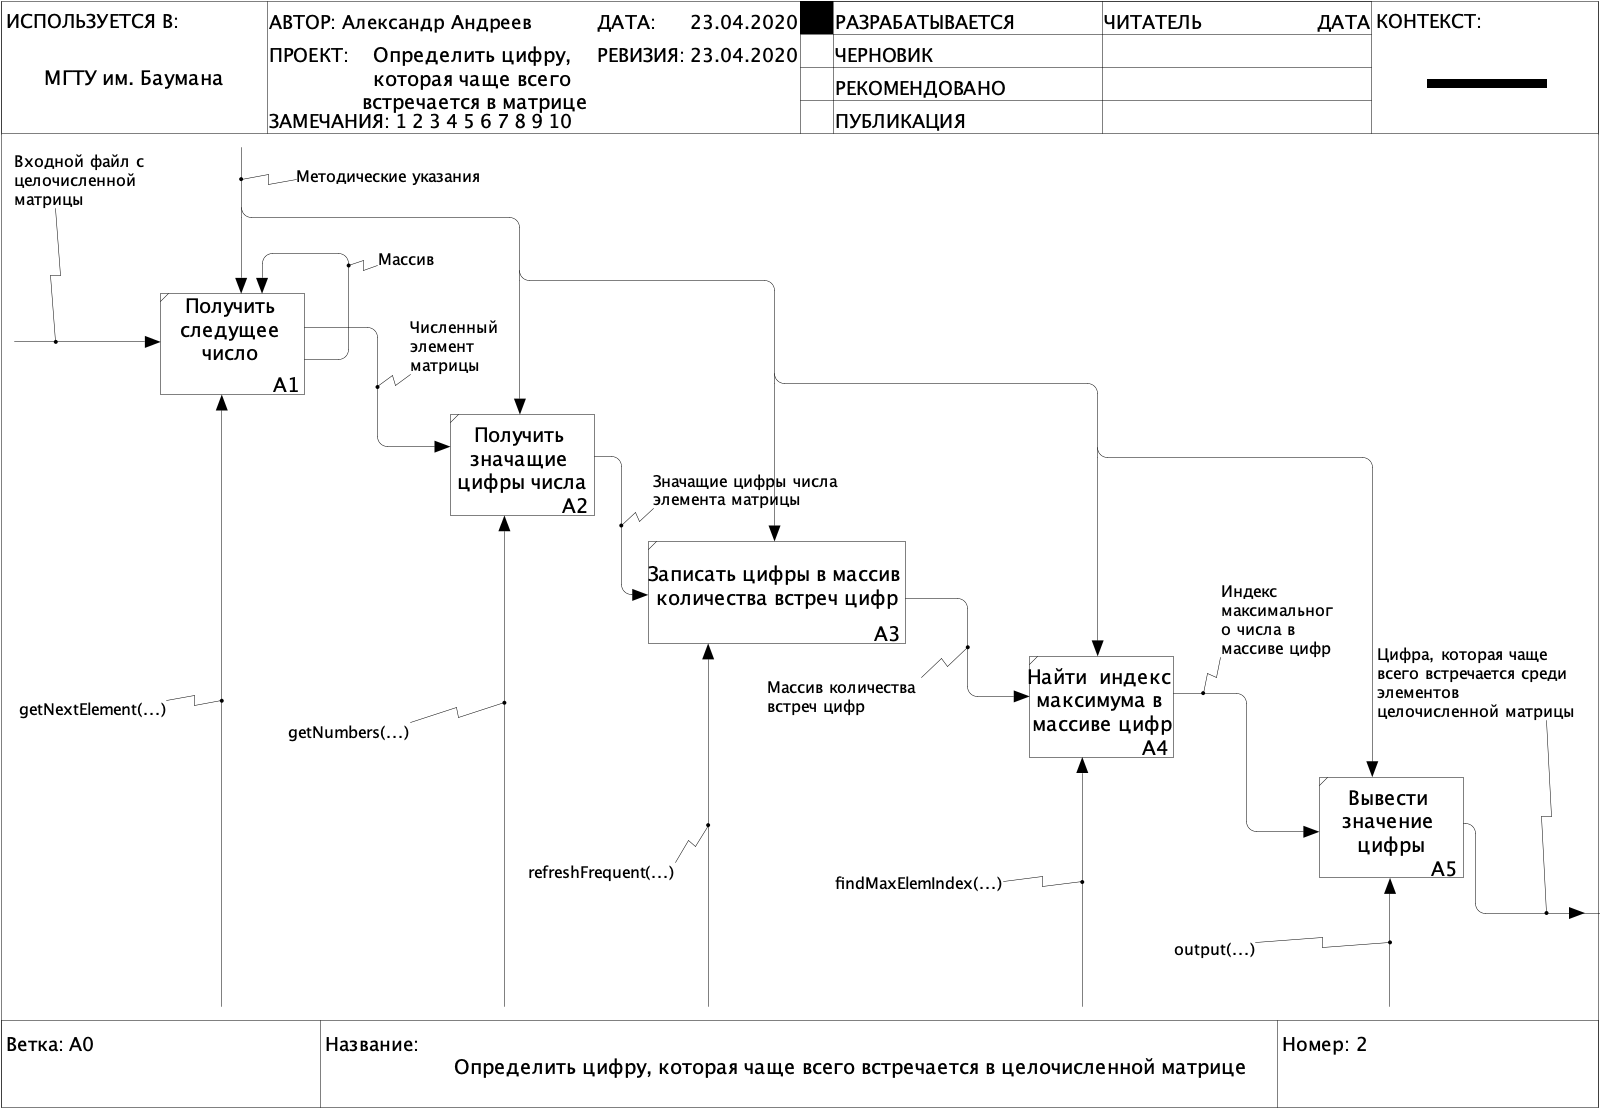 ИСПОЛЬЗУЕТСЯ В:
МГТУ им. Баумана
АВТОР: Александр Андреев
ДАТА: 23.04.2020
ПРОЕКТ: Определить цифру,
которая чаще всего
встречается в матрице
РЕВИЗИЯ: 23.04.2020
ЗАМЕЧАНИЯ: 1 2 3 4 5 6 7 8 9 10
РАЗРАБАТЫВАЕТСЯ
ЧЕРНОВИК
РЕКОМЕНДОВАНО
ПУБЛИКАЦИЯ
ЧИТАТЕЛЬ
ДАТА
КОНТЕКСТ:
Входной файл с
целочисленной
матрицы
Методические указания
Массив
Получить
следущее
число
A1
Численный
элемент
матрицы
Получить
значащие
цифры числа
A2
Значащие цифры числа
элемента матрицы
Записать цифры в массив
количества встреч цифр
A3
Массив количества
встреч цифр
Найти индекс
максимума в
массиве цифр
A4
Индекс
максимальног
о числа в
массиве цифр
Цифра, которая чаще
всего встречается среди
элементов
целочисленной матрицы
Вывести
значение
цифры
A5
getNextElement(...)
getNumbers(...)
refreshFrequent(...)
findMaxElemIndex(...)
output(...)
Ветка: A0
Название:
Определить цифру, которая чаще всего встречается в целочисленной матрице
Номер: 2